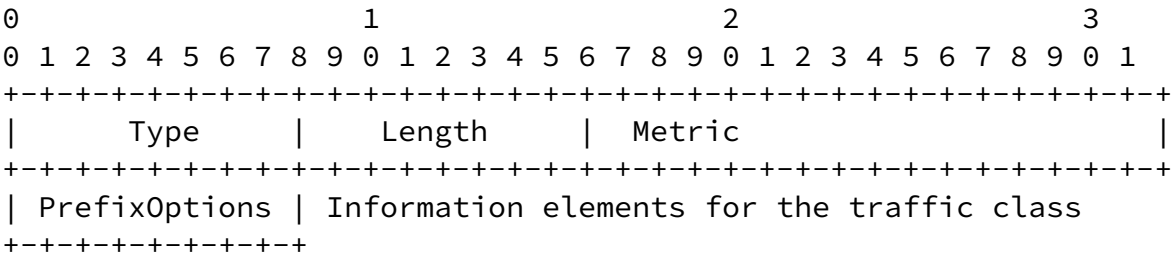 0                   1                   2                   3
0 1 2 3 4 5 6 7 8 9 0 1 2 3 4 5 6 7 8 9 0 1 2 3 4 5 6 7 8 9 0 1
+-+-+-+-+-+-+-+-+-+-+-+-+-+-+-+-+-+-+-+-+-+-+-+-+-+-+-+-+-+-+-+-+
|      Type     |    Length     |  Metric                       |
+-+-+-+-+-+-+-+-+-+-+-+-+-+-+-+-+-+-+-+-+-+-+-+-+-+-+-+-+-+-+-+-+
| PrefixOptions | Information elements for the traffic class
+-+-+-+-+-+-+-+-+